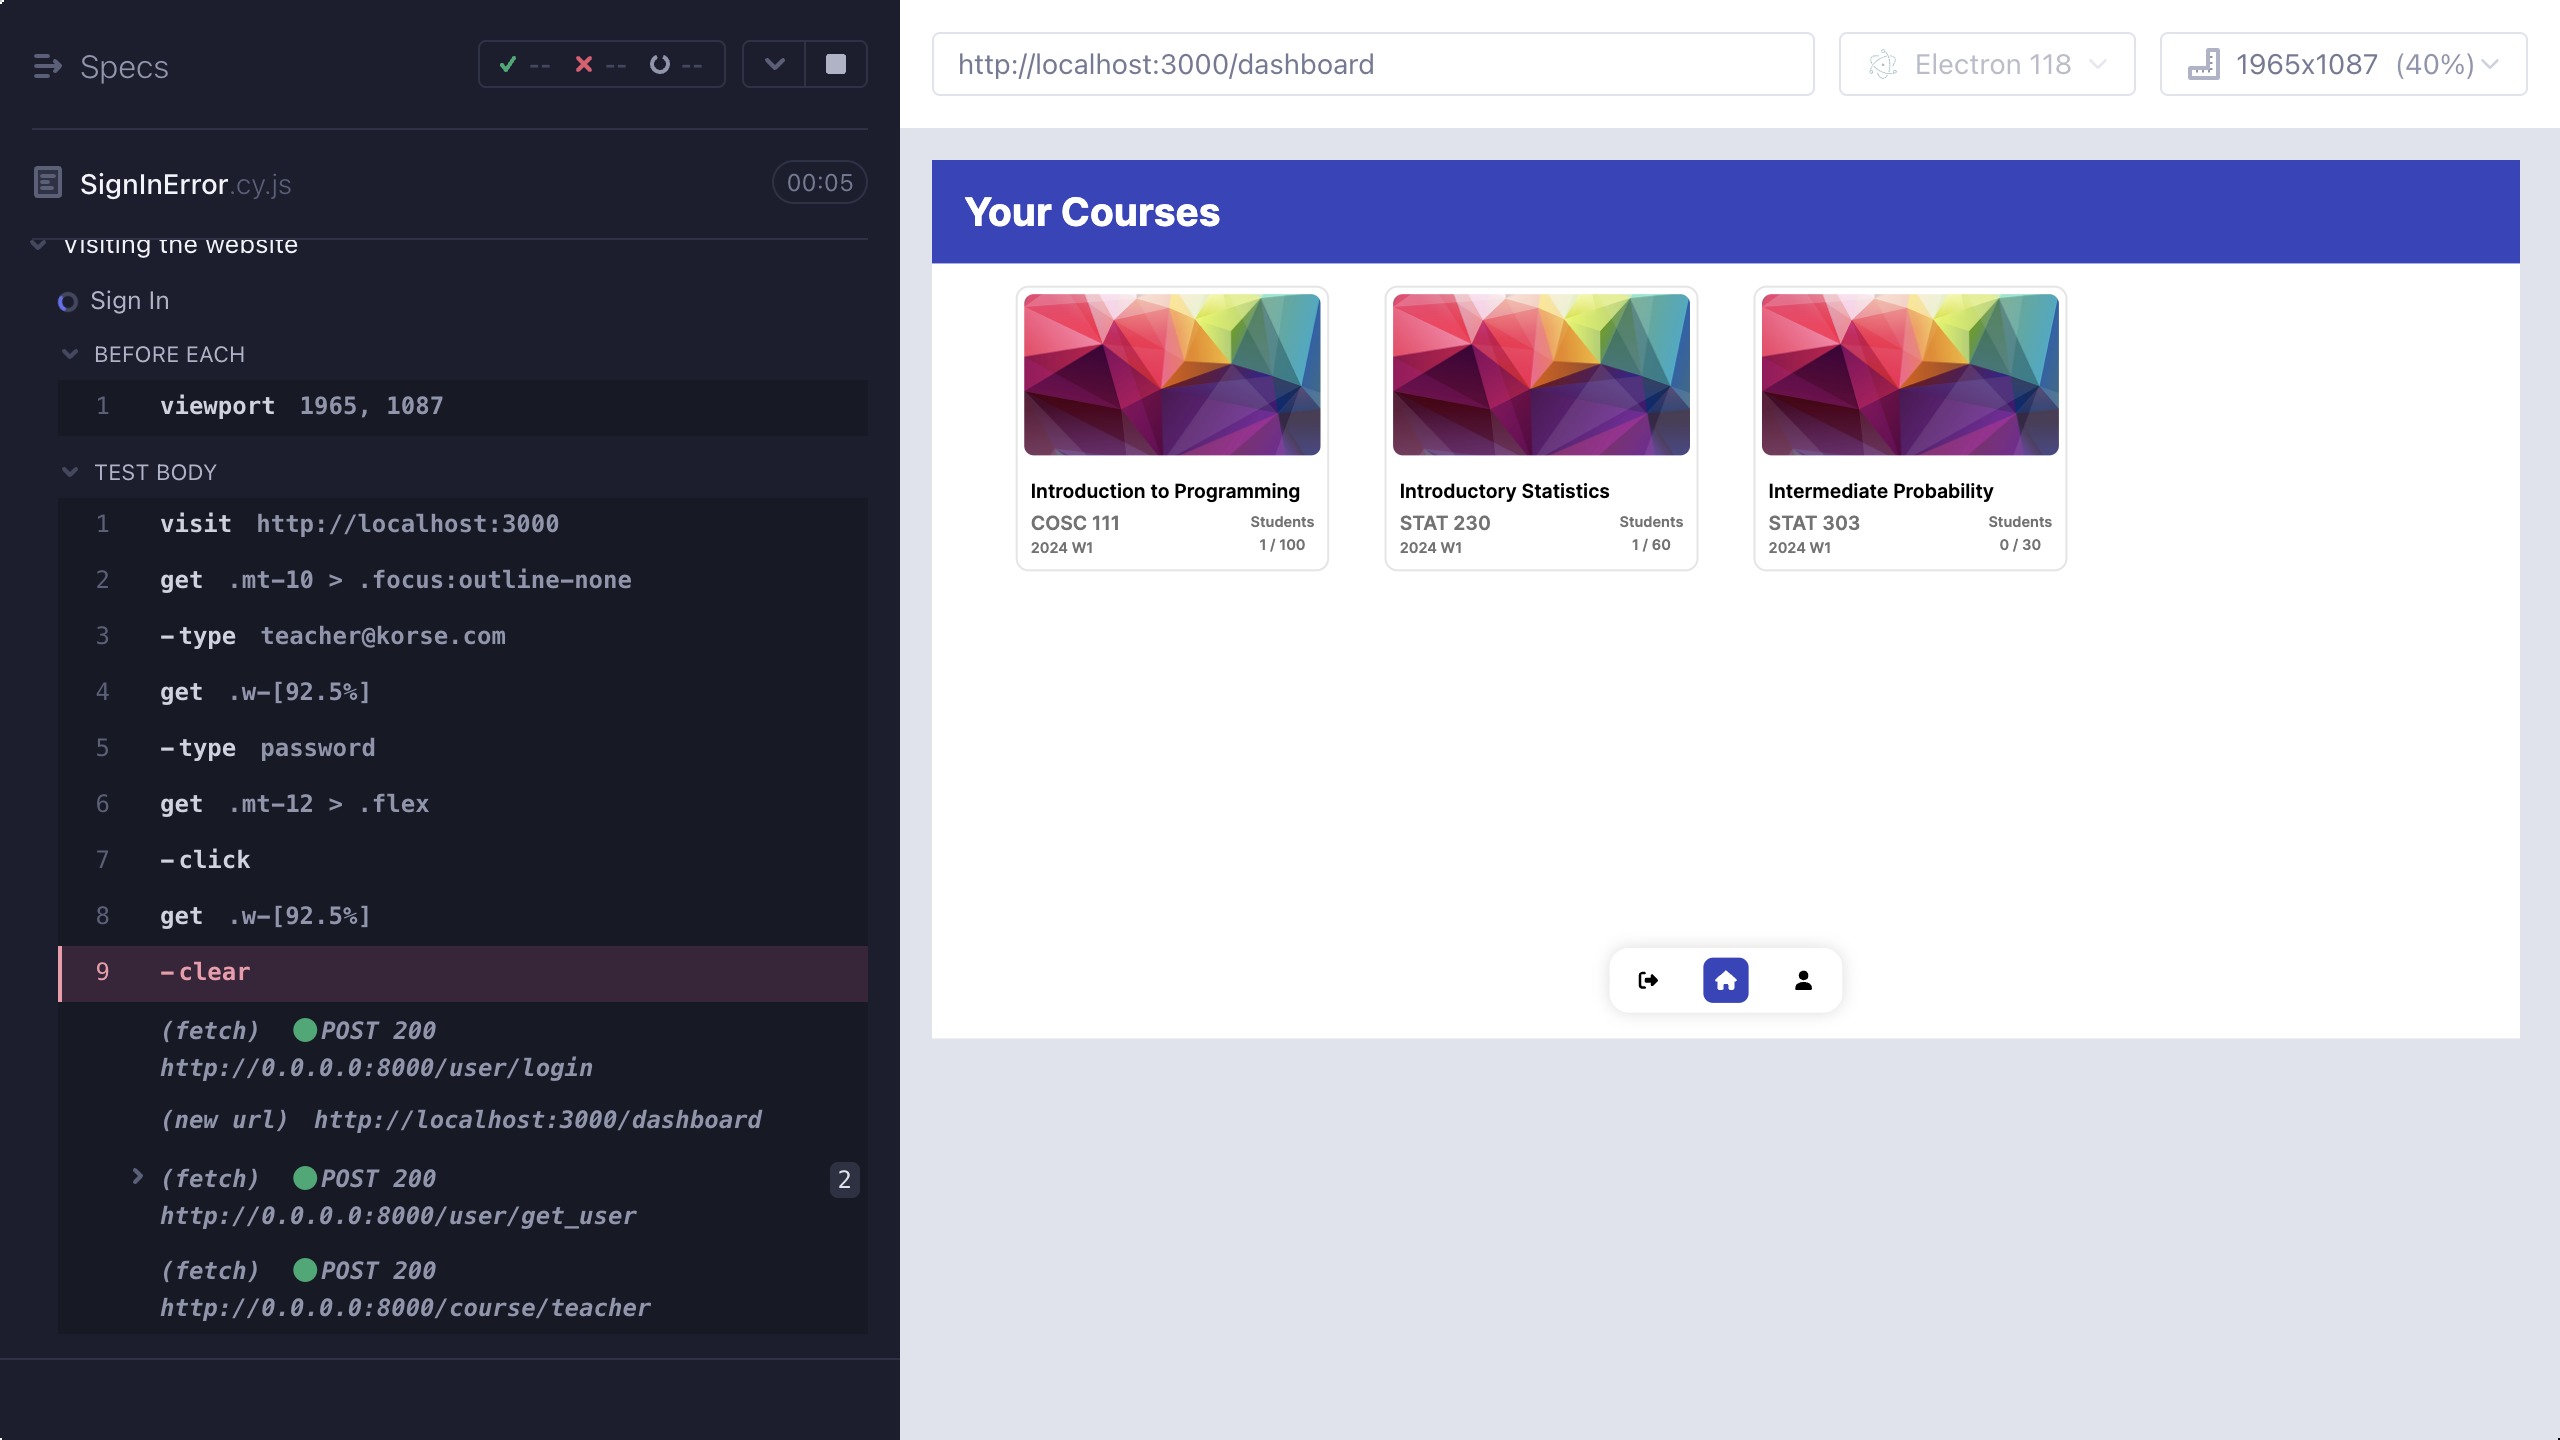 Specs
-- -- --
SignInError.cy.js
00:05
Visiting the website
Sign In
BEFORE EACH
1 viewport 1965, 1087
TEST BODY
1 visit http://localhost:3000
2 get .mt-10 > .focus:outline-none
3 -type teacher@korse.com
4 get .w-[92.5%]
5 -type password
6 get .mt-12 > .flex
7 -click
8 get .w-[92.5%]
9 -clear
(fetch) POST 200
http://0.0.0.0:8000/user/login
(new url) http://localhost:3000/dashboard
(fetch) POST 200 2
http://0.0.0.0:8000/user/get_user
(fetch) POST 200
http://0.0.0.0:8000/course/teacher
http://localhost:3000/dashboard
Electron 118
1965x1087 (40%)
Your Courses
Introduction to Programming
COSC 111
2024 W1
Students
1 / 100
Introductory Statistics
STAT 230
2024 W1
Students
1 / 60
Intermediate Probability
STAT 303
2024 W1
Students
0 / 30